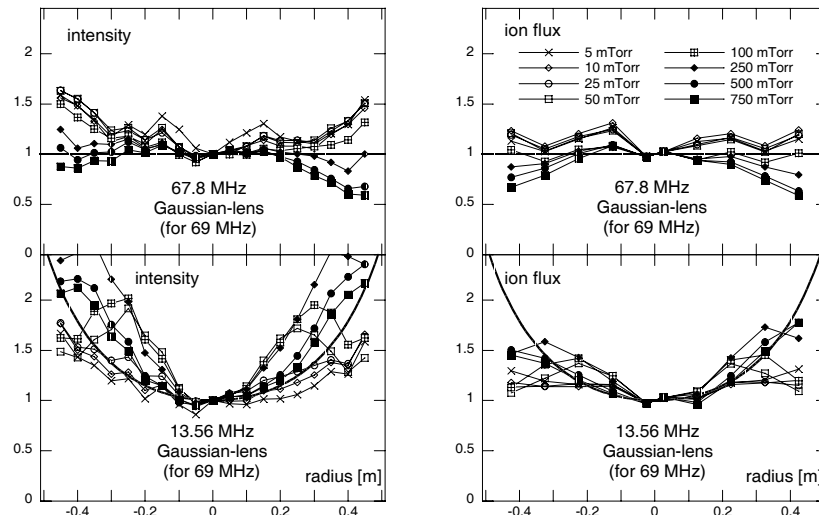 intensity
2
1.5
1
0.5
0
67.8 MHz
Gaussian-lens
(for 69 MHz)
ion flux
5 mTorr
10 mTorr
25 mTorr
50 mTorr
100 mTorr
250 mTorr
500 mTorr
750 mTorr
2
1.5
1
0.5
0
67.8 MHz
Gaussian-lens
(for 69 MHz)
intensity
2
1.5
1
0.5
13.56 MHz
Gaussian-lens
(for 69 MHz)
radius [m]
-0.4 -0.2 0 0.2 0.4
ion flux
2
1.5
1
0.5
13.56 MHz
Gaussian-lens
(for 69 MHz)
radius [m]
-0.4 -0.2 0 0.2 0.4